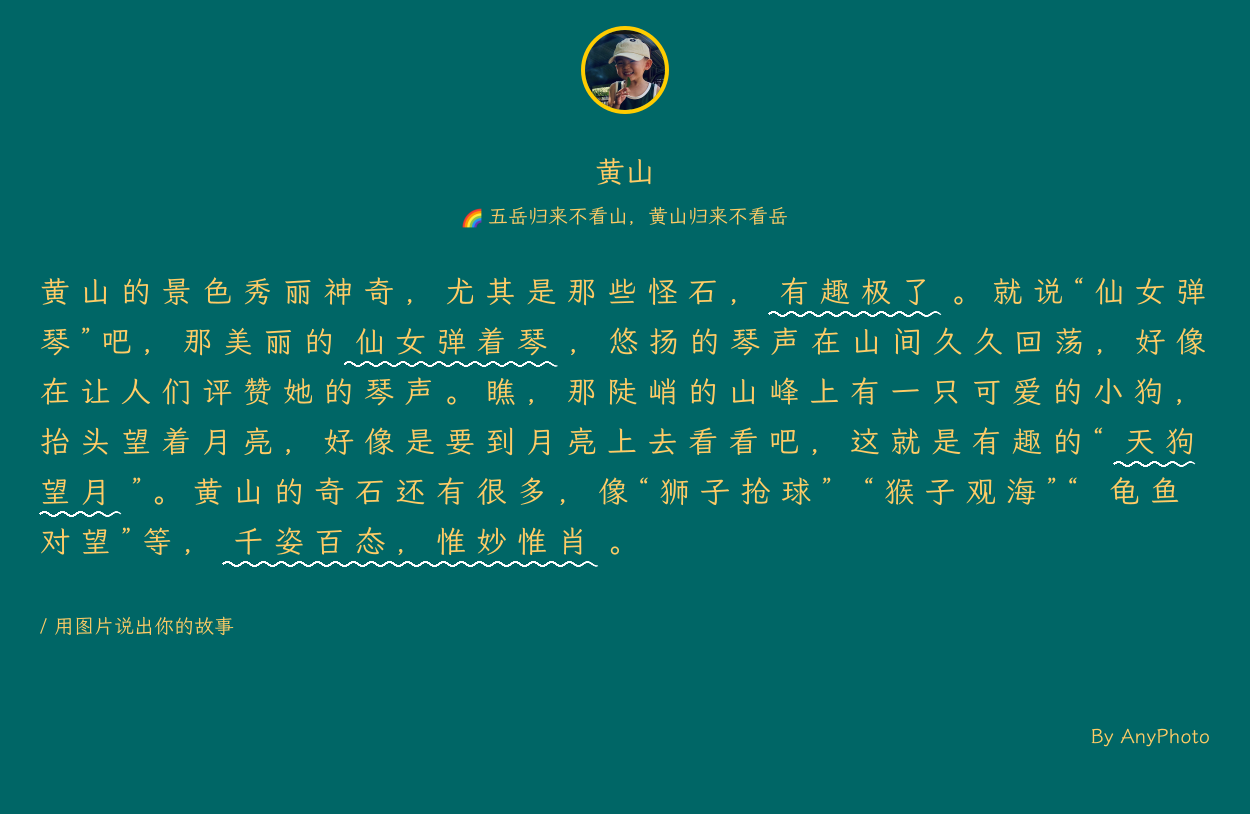 黄山
🌈 五岳归来不看山，黄山归来不看岳
黄山的景色秀丽神奇，尤其是那些怪石，有趣极了。就说“仙女弹
琴”吧，那美丽的仙女弹着琴，悠扬的琴声在山间久久回荡，好像
在让人们评赞她的琴声。瞧，那陡峭的山峰上有一只可爱的小狗，
抬头望着月亮，好像是要到月亮上去看看吧，这就是有趣的“天狗
望月”。黄山的奇石还有很多，像“狮子抢球”“猴子观海”“龟鱼
对望”等，千姿百态，惟妙惟肖。
/ 用图片说出你的故事
By AnyPhoto